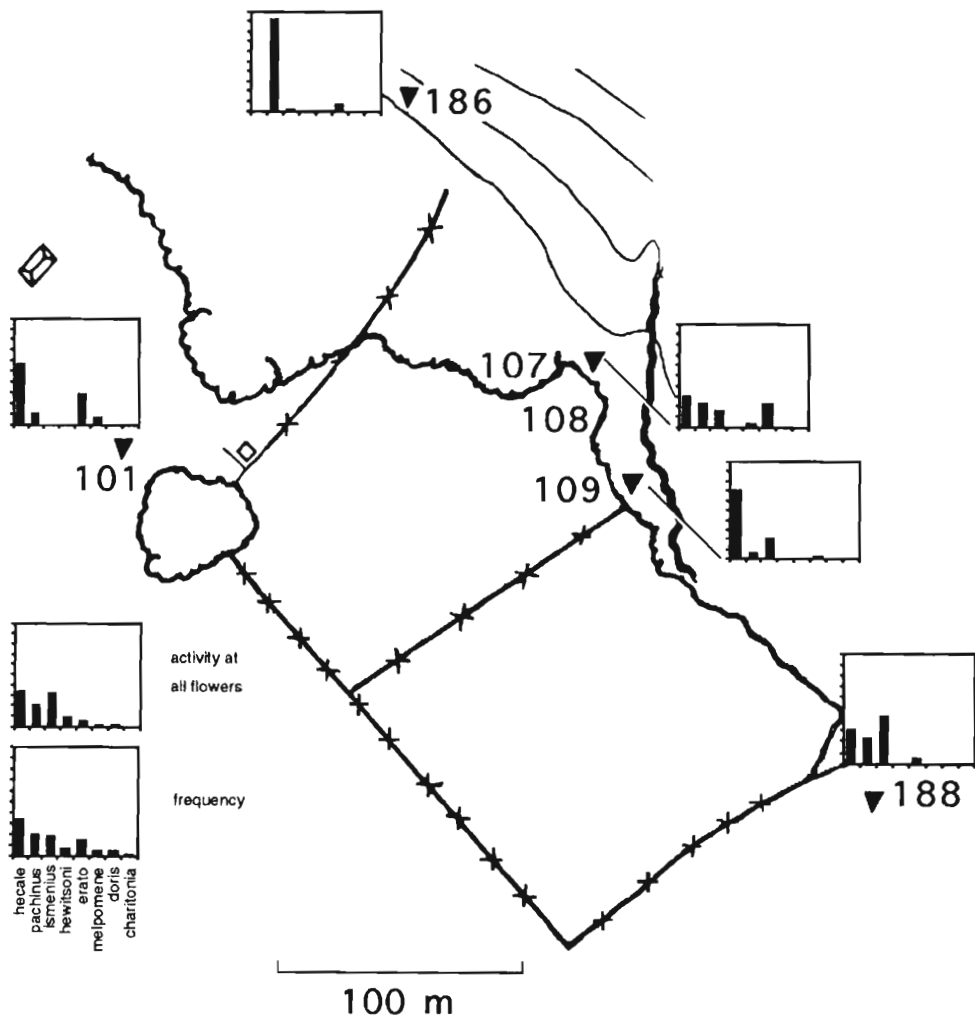 186
107
108
101
109
activity at
all flowers
188
frequency
hecale
pachinus
ismenius
hewitsoni
erato
melpomene
doris
charitonia
100 m